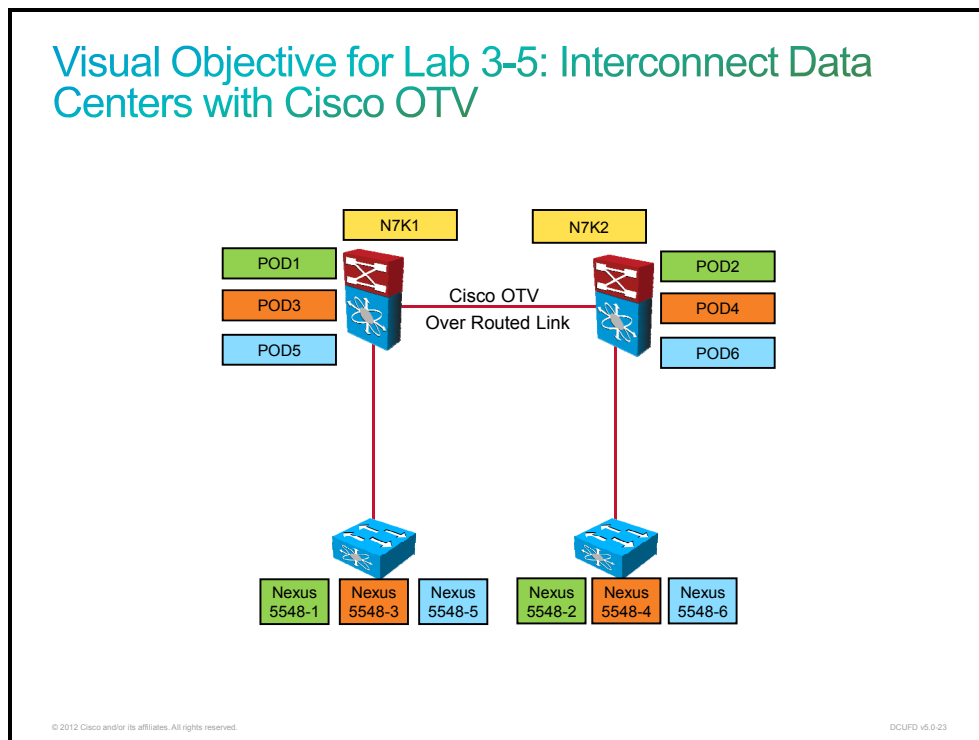 Visual Objective for Lab 3-5: Interconnect Data
Centers with Cisco OTV
N7K1
N7K2
POD1
POD2
POD3
POD4
POD5
POD6
Cisco OTV
Over Routed Link
Nexus
5548-1
Nexus
5548-3
Nexus
5548-5
Nexus
5548-2
Nexus
5548-4
Nexus
5548-6
© 2012 Cisco and/or its affiliates. All rights reserved.
DCUFD v5.0-23